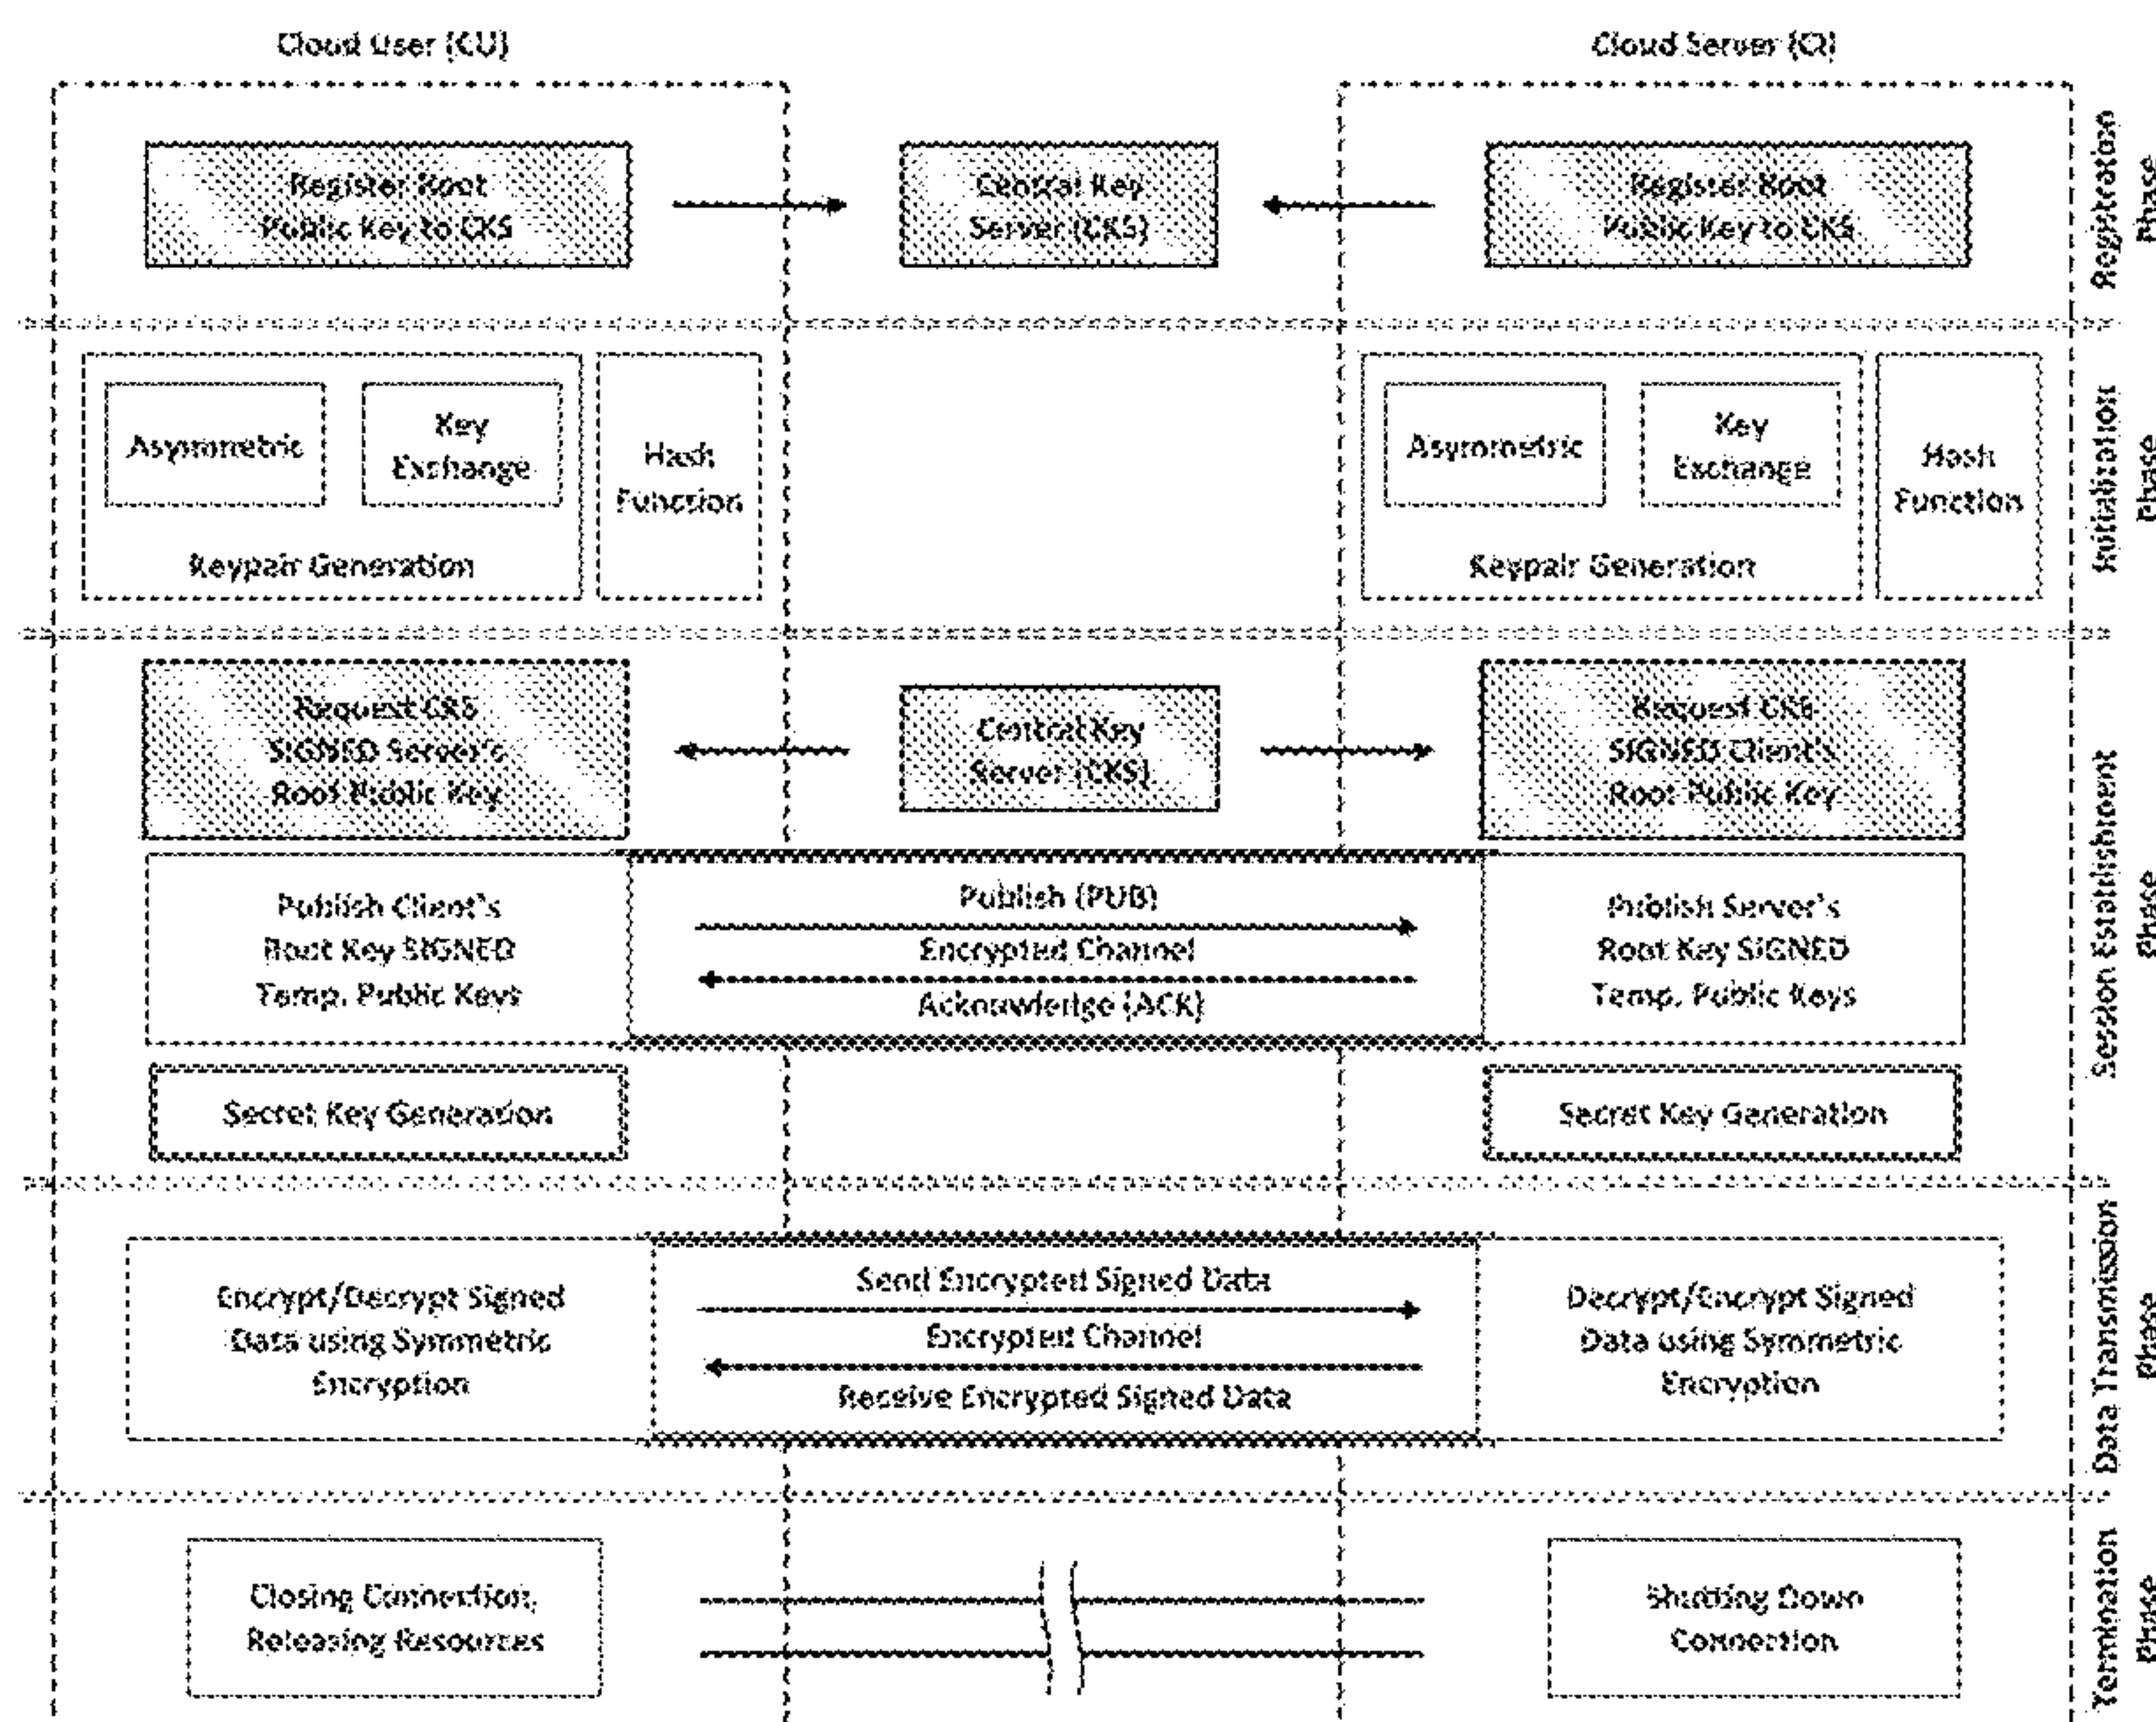 Cloud User (CU)
Cloud Server (CI)
Register Root
Public Key to CKS
Central Key
Server (CKS)
Register Root
Public Key to CKS
Registration
Phase
Asymmetric
Key
Exchange
Hash
Function
Keypair Generation
Asymmetric
Key
Exchange
Hash
Function
Keypair Generation
Initialization
Phase
Request CKS
SIGNED Server's
Root Public Key
Central Key
Server (CKS)
Request CKS
SIGNED Client's
Root Public Key
Publish Client's
Root Key SIGNED
Temp. Public Keys
Publish (PUB)
Encrypted Channel
Acknowledge (ACK)
Publish Server's
Root Key SIGNED
Temp. Public Keys
Secret Key Generation
Secret Key Generation
Session Establishment
Phase
Encrypt/Decrypt Signed
Data using Symmetric
Encryption
Send Encrypted Signed Data
Encrypted Channel
Receive Encrypted Signed Data
Decrypt/Encrypt Signed
Data using Symmetric
Encryption
Data Transmission
Phase
Closing Connection,
Releasing Resources
Shutting Down
Connection
Termination
Phase